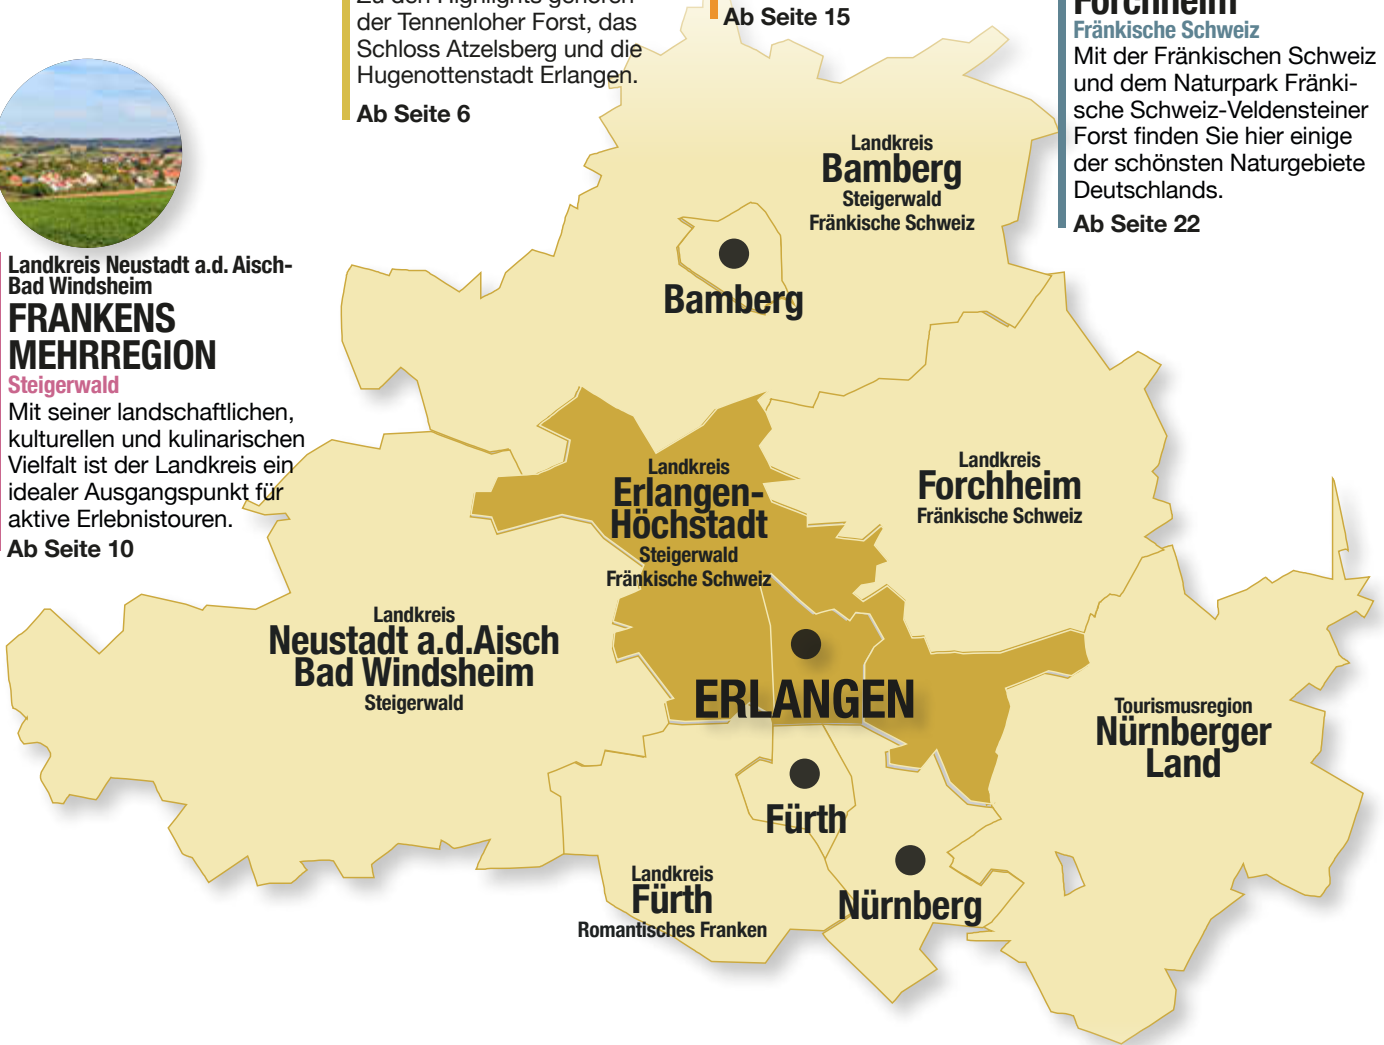 Zu den Highlights gehören
der Tennenloher Forst, das
Schloss Atzelsberg und die
Hugenottenstadt Erlangen.
Ab Seite 6
Ab Seite 15
Forchheim
Fränkische Schweiz
Mit der Fränkischen Schweiz
und dem Naturpark Fränki-
sche Schweiz-Veldensteiner
Forst finden Sie hier einige
der schönsten Naturgebiete
Deutschlands.
Ab Seite 22
Landkreis Neustadt a.d. Aisch-
Bad Windsheim
FRANKENS
MEHRREGION
Steigerwald
Mit seiner landschaftlichen,
kulturellen und kulinarischen
Vielfalt ist der Landkreis ein
idealer Ausgangspunkt für
aktive Erlebnistouren.
Ab Seite 10
Landkreis
Bamberg
Steigerwald
Fränkische Schweiz
Bamberg
Landkreis
Erlangen-
Höchstadt
Steigerwald
Fränkische Schweiz
Landkreis
Forchheim
Fränkische Schweiz
Landkreis
Neustadt a.d.Aisch
Bad Windsheim
Steigerwald
ERLANGEN
Tourismusregion
Nürnberger
Land
Fürth
Landkreis
Fürth
Romantisches Franken
Nürnberg